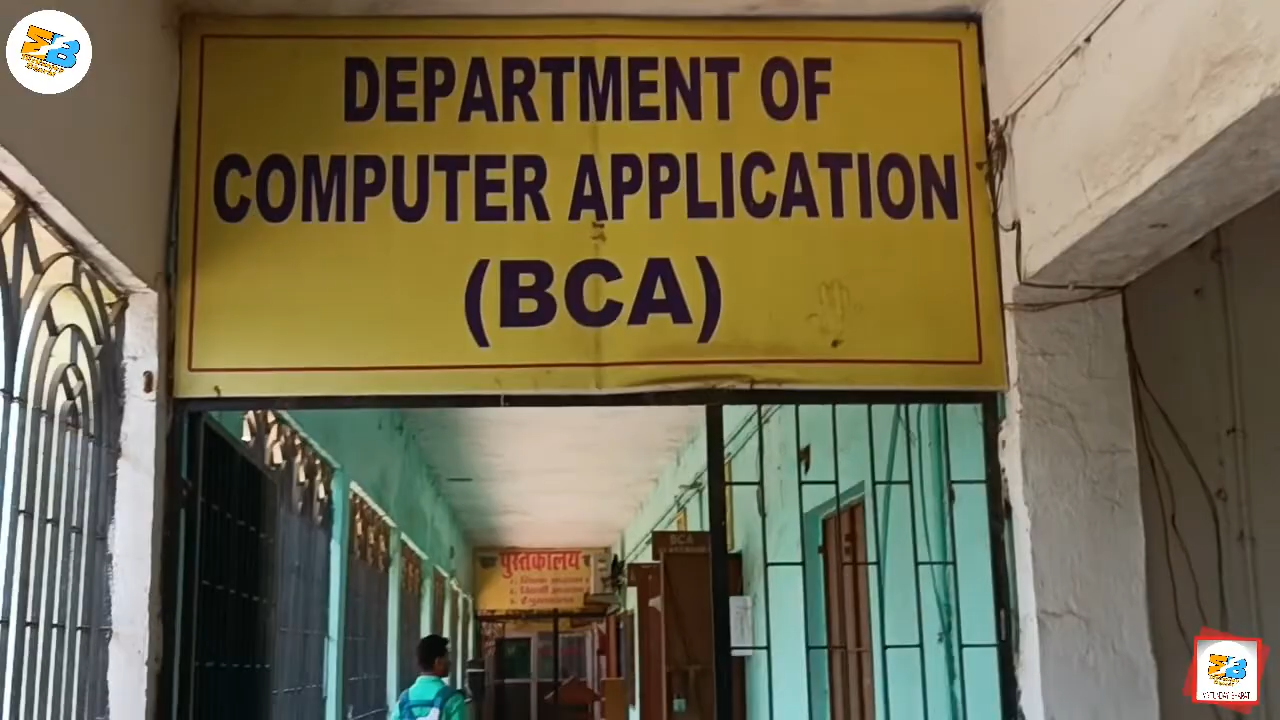 DEPARTMENT OF
COMPUTER APPLICATION
(BCA)
पुस्तकालय
BCA